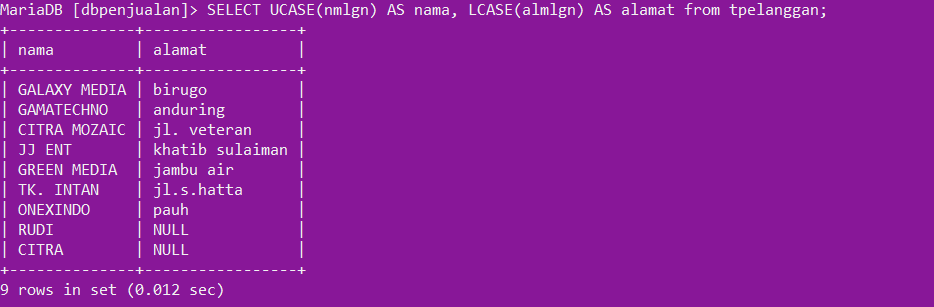 MariaDB [dbpenjualan]> SELECT UCASE(nmlgn) AS nama, LCASE(almlgn) AS alamat from tpelanggan;
+--------------+-----------------+
| nama         | alamat          |
+--------------+-----------------+
| GALAXY MEDIA | birugo          |
| GAMATECHNO   | anduring        |
| CITRA MOZAIC | jl. veteran     |
| JJ ENT       | khatib sulaiman |
| GREEN MEDIA  | jambu air       |
| TK. INTAN    | jl.s.hatta      |
| ONEXINDO     | pauh            |
| RUDI         | NULL            |
| CITRA        | NULL            |
+--------------+-----------------+
9 rows in set (0.012 sec)